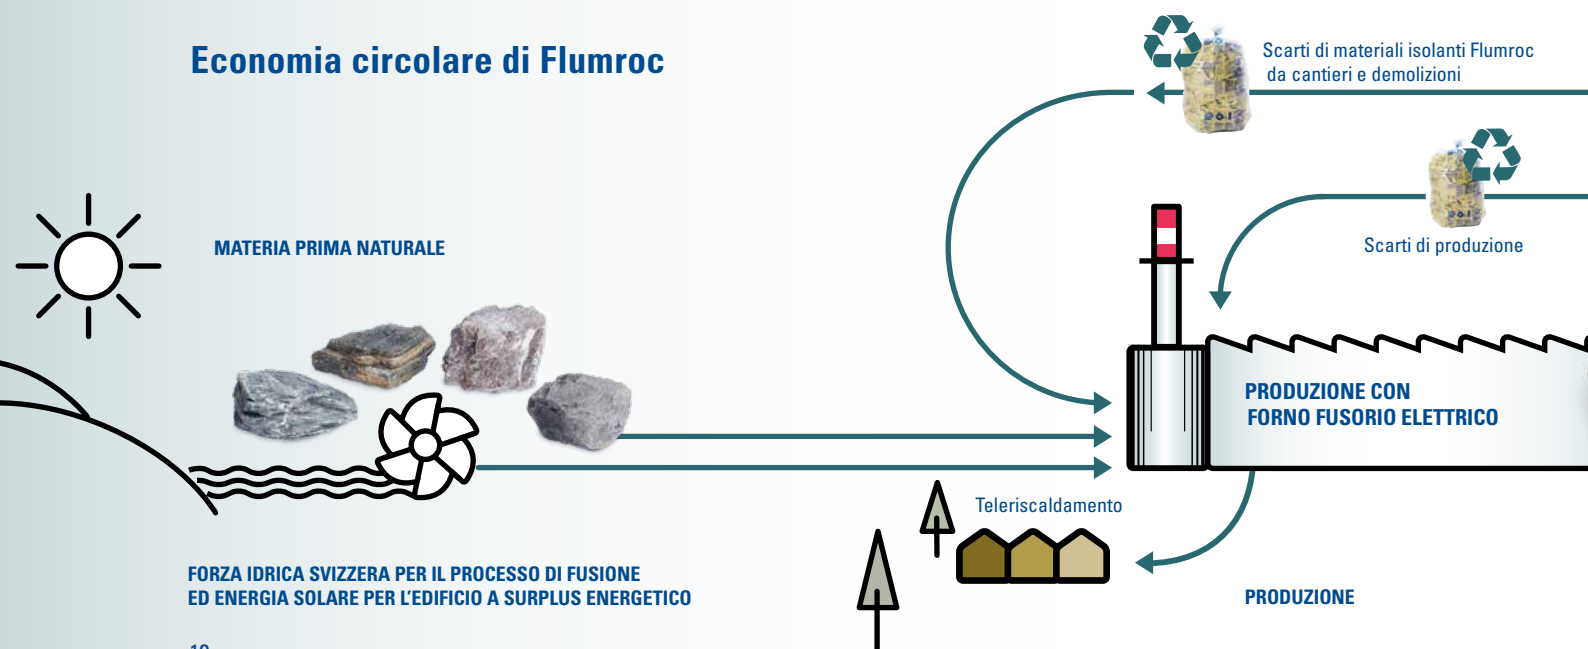 Economia circolare di Flumroc
Scarti di materiali isolanti Flumroc
da cantieri e demolizioni
Scarti di produzione
MATERIA PRIMA NATURALE
PRODUZIONE CON
FORNO FUSORIO ELETTRICO
Teleriscaldamento
FORZA IDRICA SVIZZERA PER IL PROCESSO DI FUSIONE
ED ENERGIA SOLARE PER L'EDIFICIO A SURPLUS ENERGETICO
PRODUZIONE